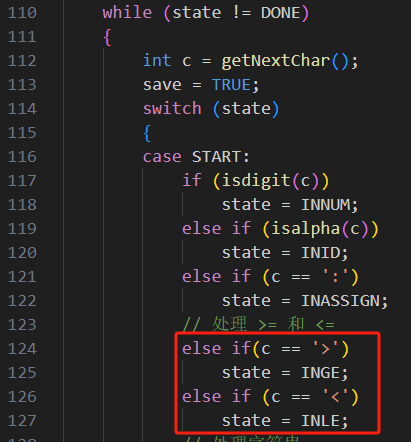 110 while (state != DONE)
111 {
112 int c = getNextChar();
113 save = TRUE;
114 switch (state)
115 {
116 case START:
117 if (isdigit(c))
118 state = INNUM;
119 else if (isalpha(c))
120 state = INID;
121 else if (c == ':')
122 state = INASSIGN;
123 // 处理 >= 和 <=
124 else if(c == '>')
125 state = INGE;
126 else if (c == '<')
127 state = INLE;